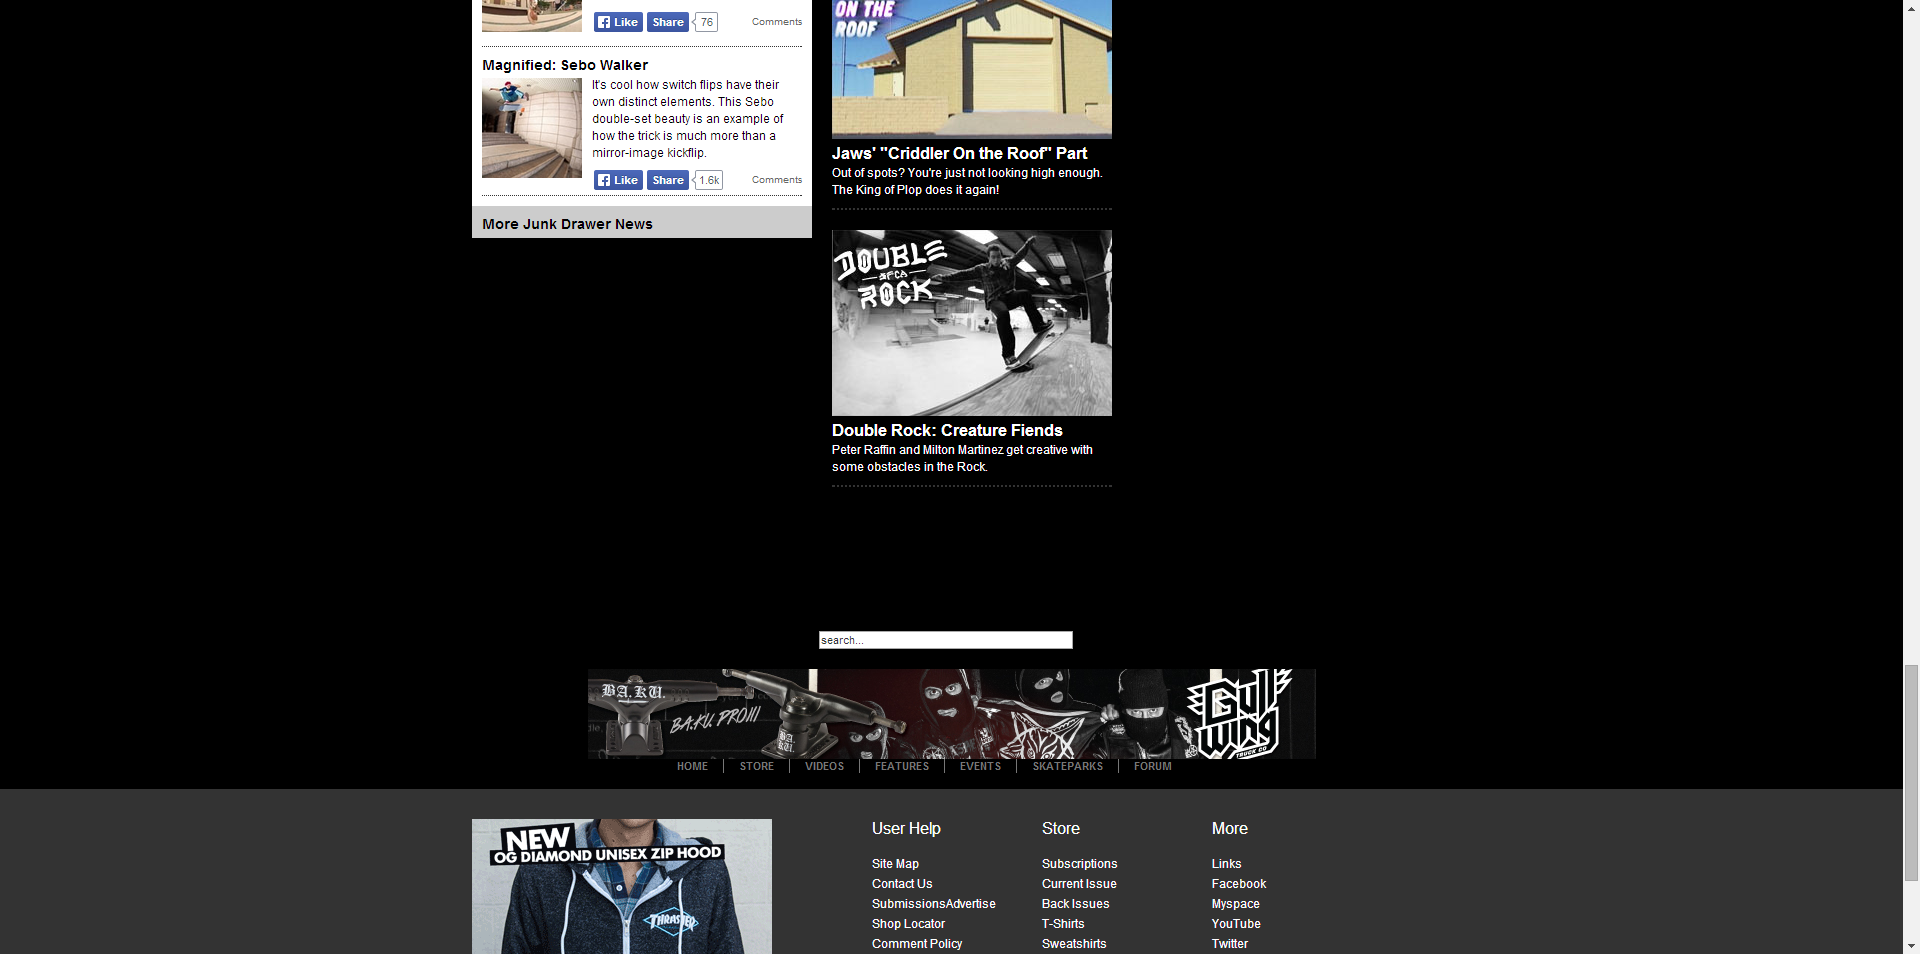 Like Share 76 Comments
Magnified: Sebo Walker
It's cool how switch flips have their
own distinct elements. This Sebo
double-set beauty is an example of
how the trick is much more than a
mirror-image kickflip.
Like Share 1.6k Comments
More Junk Drawer News
ON THE
ROOF
Jaws' "Criddler On the Roof" Part
Out of spots? You're just not looking high enough.
The King of Plop does it again!
DOUBLE
SFCA
ROCK
Double Rock: Creature Fiends
Peter Raffin and Milton Martinez get creative with
some obstacles in the Rock.
search...
BA.KU.
BA.K.U. PRO III
BA.
KU.
GULL
WING
TRUCK CO
HOME STORE VIDEOS FEATURES EVENTS SKATEPARKS FORUM
NEW
OG DIAMOND UNISEX ZIP HOOD
THRASHER
User Help
Site Map
Contact Us
SubmissionsAdvertise
Shop Locator
Comment Policy
Store
Subscriptions
Current Issue
Back Issues
T-Shirts
Sweatshirts
More
Links
Facebook
Myspace
YouTube
Twitter